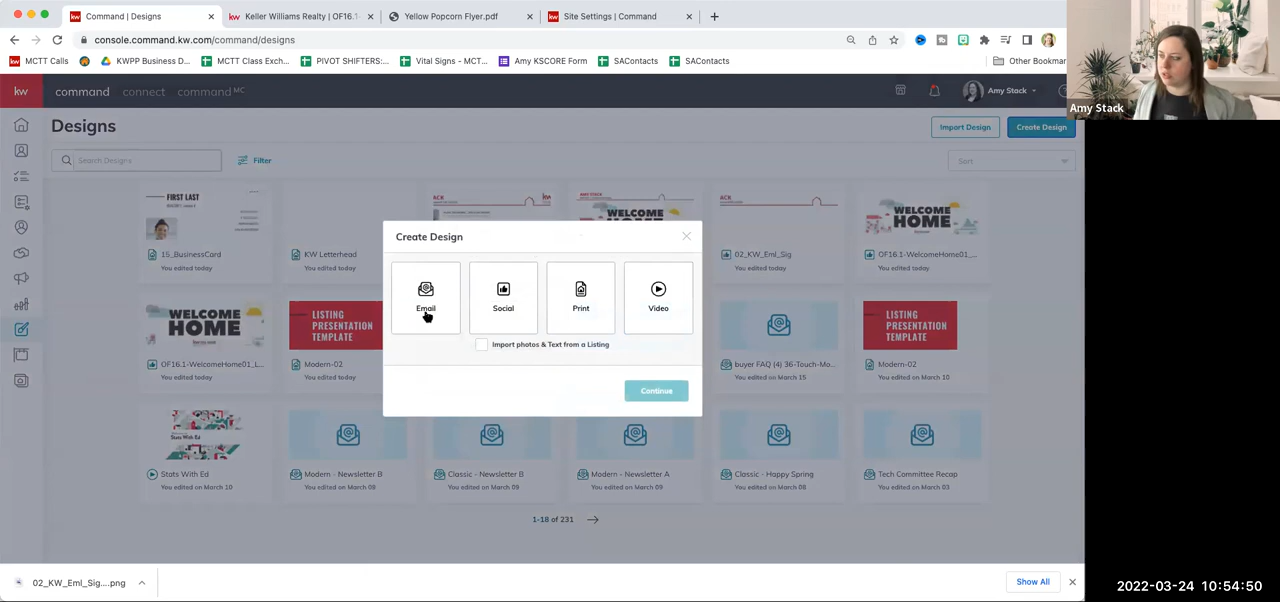 kw Command | Designs ×
kw Keller Williams Realty | OF16.1- ×
Yellow Popcorn Flyer.pdf ×
kw Site Settings | Command × +
console.command.kw.com/command/designs
kw MCTT Calls
KWPP Business D...
MCTT Class Exch...
PIVOT SHIFTERS:...
Vital Signs - MCT...
Amy KSCORE Form
SAContacts
SAContacts
Other Bookmar
Amy Stack
kw command connect command MC
Amy Stack
Designs
Import Design
Create Design
Search Designs
Filter
Sort
FIRST LAST
ACK
AMY STACK
WELCOME
ACK
WELCOME
HOME
15_BusinessCard
You edited today
KW Letterhead
You edited today
02_KW_Eml_Sig
You edited today
OF16.1-WelcomeHome01_...
You edited today
Create Design
Email
Social
Print
Video
Import photos & Text from a Listing
Continue
WELCOME
HOME
LISTING
PRESENTATION
TEMPLATE
LISTING
PRESENTATION
TEMPLATE
OF16.1-WelcomeHome01_L...
You edited today
Modern-02
You edited today
buyer FAQ (4) 36-Touch-Mo...
You edited on March 15
Modern-02
You edited on March 10
Stats With Ed
You edited on March 10
Modern - Newsletter B
You edited on March 09
Classic - Newsletter B
You edited on March 09
Modern - Newsletter A
You edited on March 09
Classic - Happy Spring
You edited on March 08
Tech Committee Recap
You edited on March 03
1-18 of 231
02_KW_Eml_Sig....png
Show All
2022-03-24 10:54:50